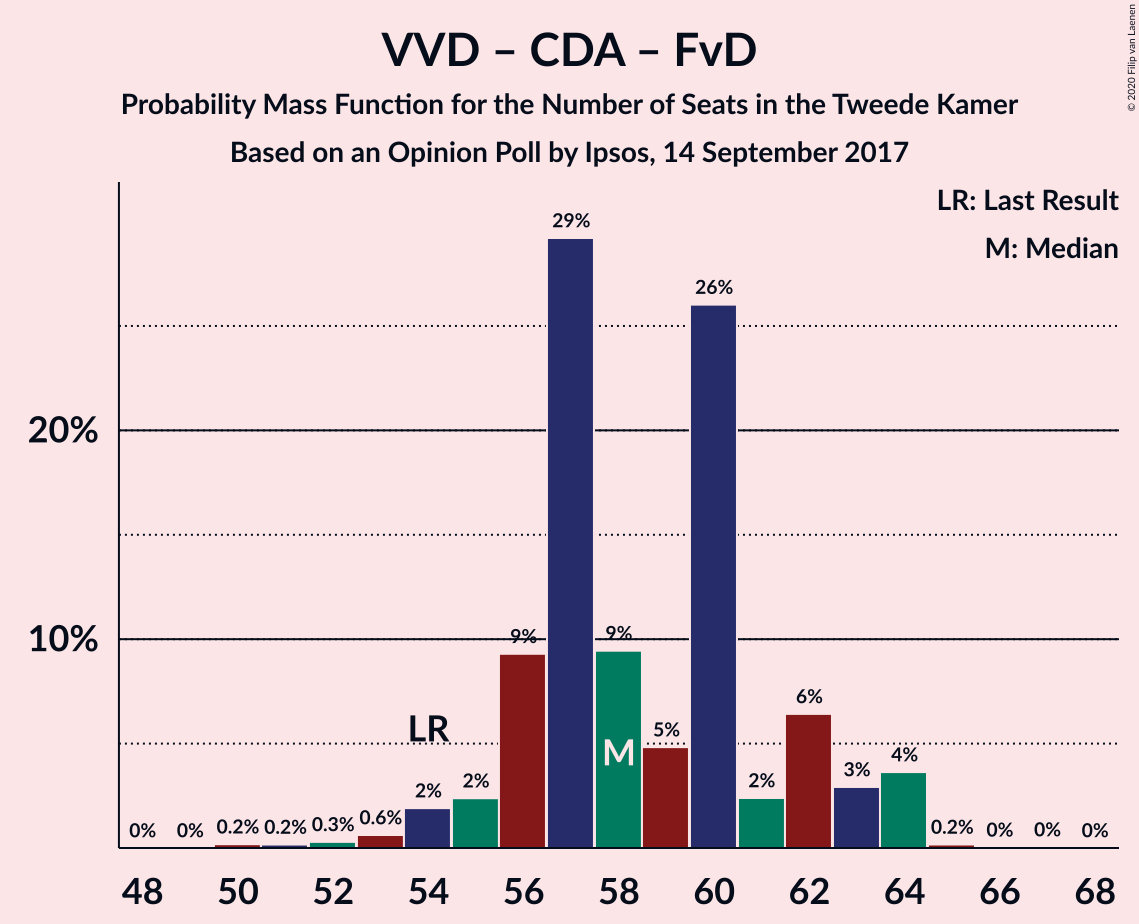 VVD – CDA – FvD
Probability Mass Function for the Number of Seats in the Tweede Kamer
Based on an Opinion Poll by Ipsos, 14 September 2017
© 2020 Filip van Laenen
LR: Last Result
M: Median
20%
10%
0% 0% 0.2% 0.2% 0.3% 0.6% 2% 2% 9% 29% 9% 5% 26% 2% 6% 3% 4% 0.2% 0% 0% 0%
LR
M
48 50 52 54 56 58 60 62 64 66 68